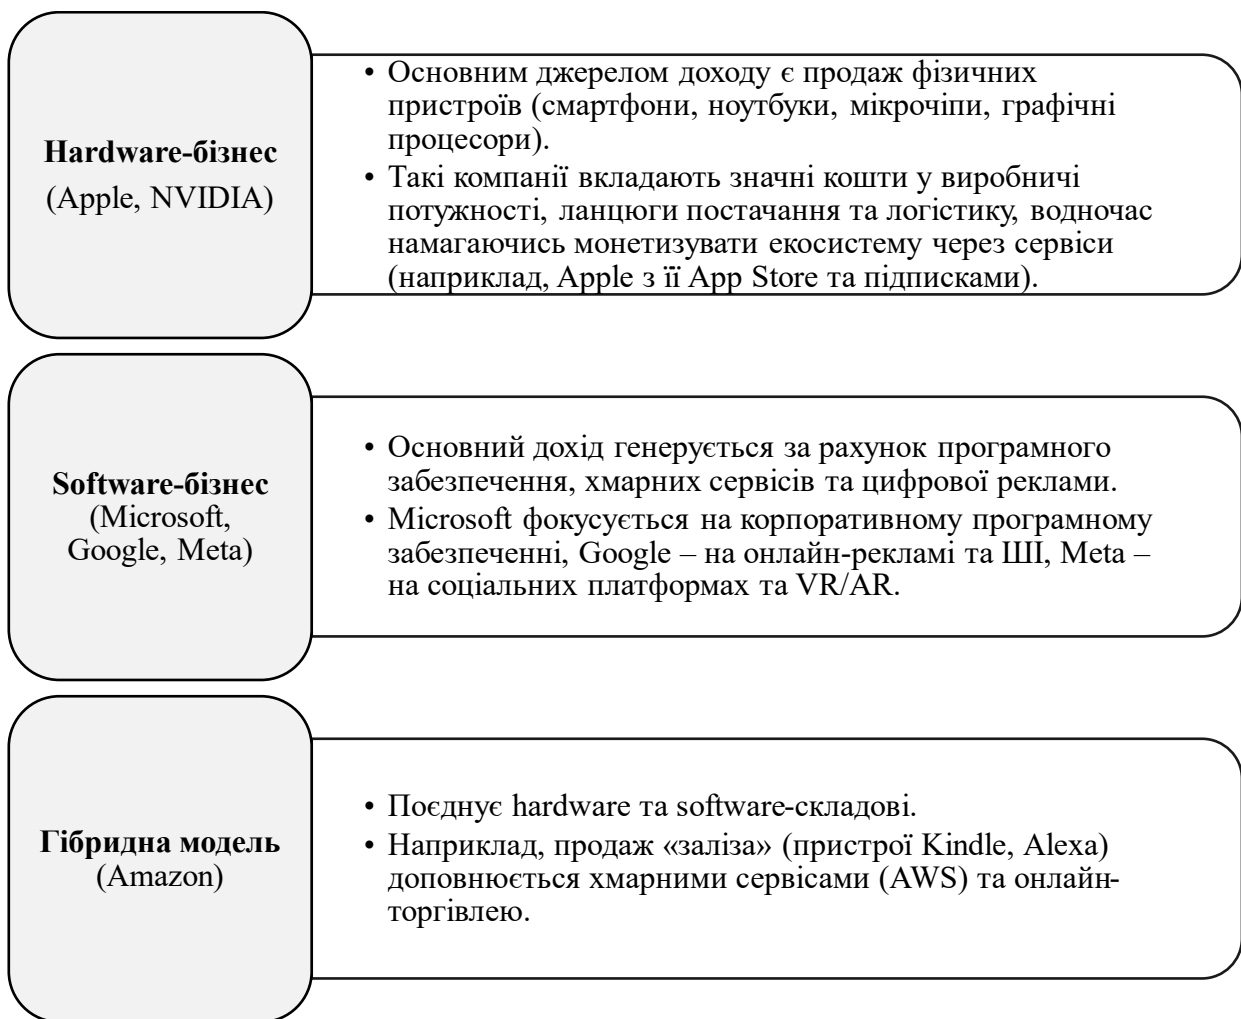 Hardware-бізнес
(Apple, NVIDIA)
• Основним джерелом доходу є продаж фізичних
пристроїв (смартфони, ноутбуки, мікрочіпи, графічні
процесори).
• Такі компанії вкладають значні кошти у виробничі
потужності, ланцюги постачання та логістику, водночас
намагаючись монетизувати екосистему через сервіси
(наприклад, Apple з її App Store та підписками).
Software-бізнес
(Microsoft,
Google, Meta)
• Основний дохід генерується за рахунок програмного
забезпечення, хмарних сервісів та цифрової реклами.
• Microsoft фокусується на корпоративному програмному
забезпеченні, Google – на онлайн-рекламі та ШІ, Meta –
на соціальних платформах та VR/AR.
Гібридна модель
(Amazon)
• Поєднує hardware та software-складові.
• Наприклад, продаж «заліза» (пристрої Kindle, Alexa)
доповнюється хмарними сервісами (AWS) та онлайн-
торгівлею.